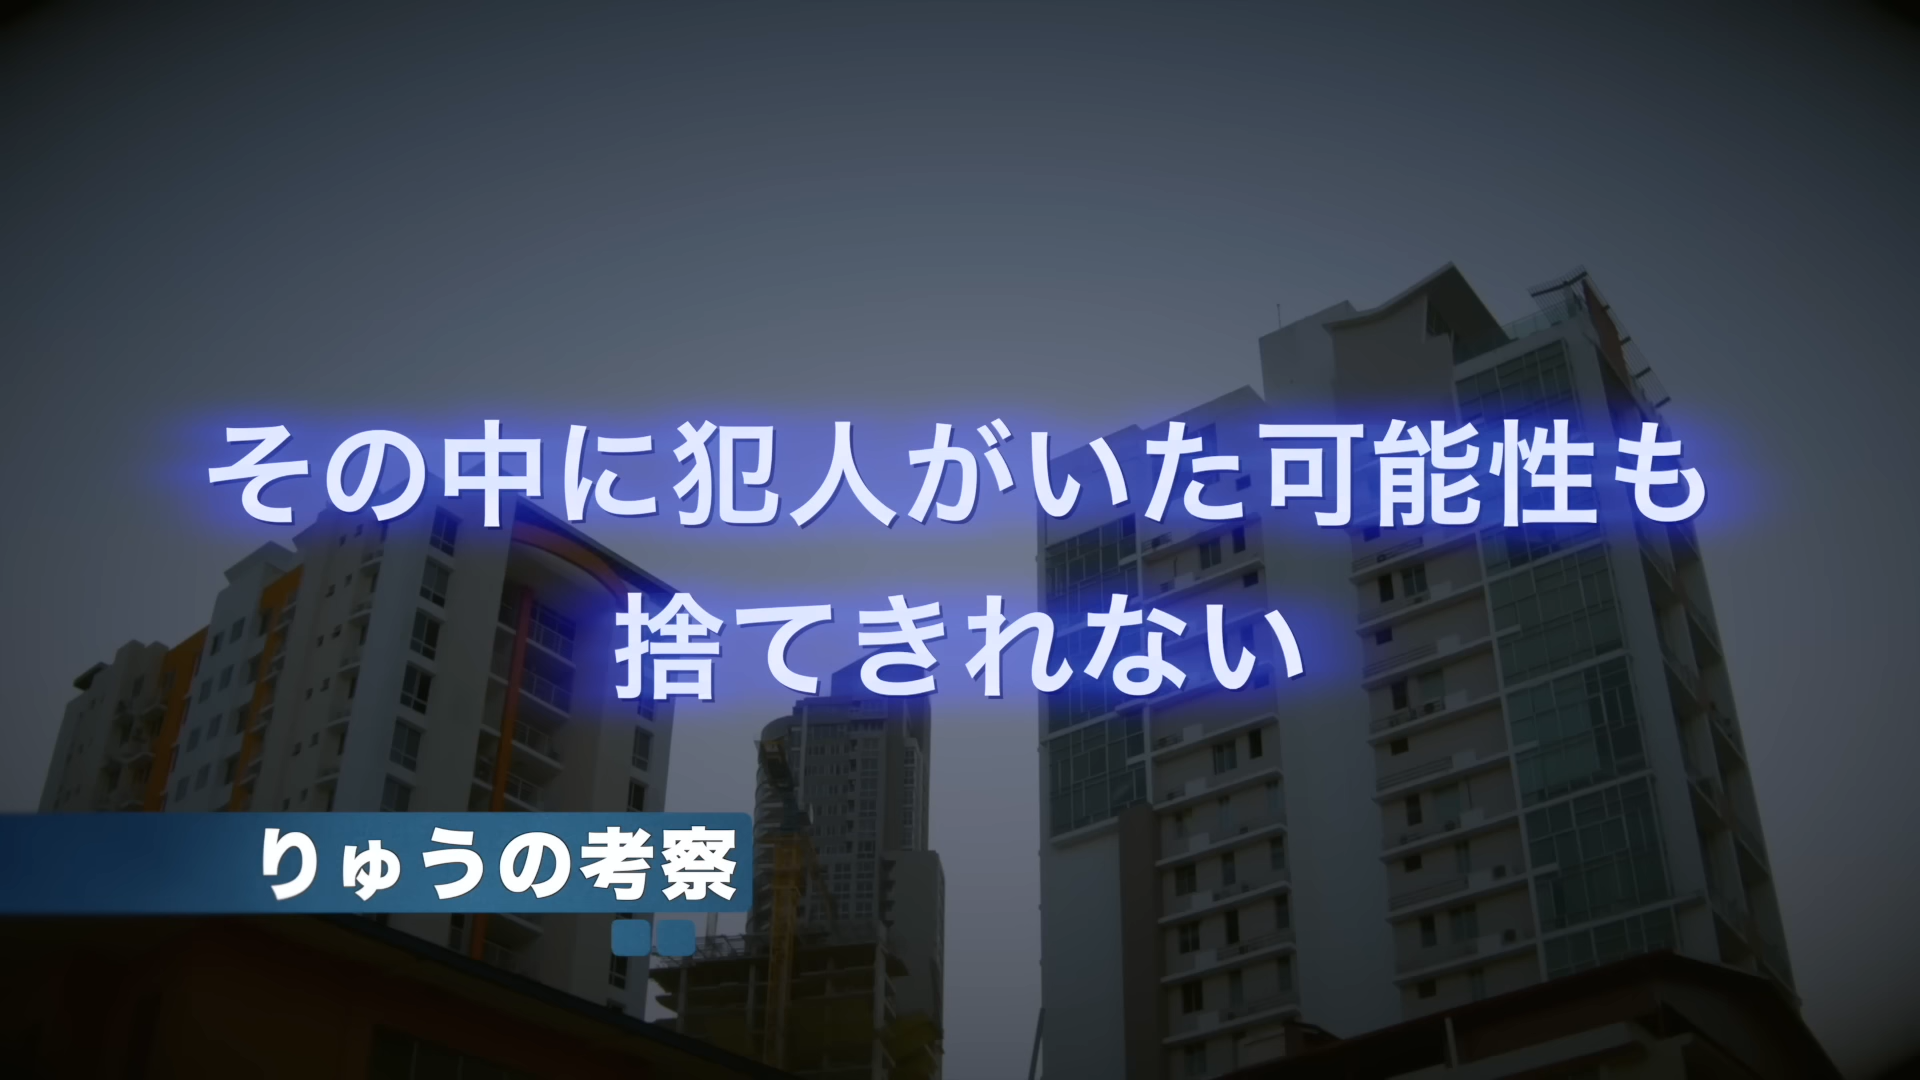 その中に犯人がいた可能性も
捨てきれない
りゅうの考察